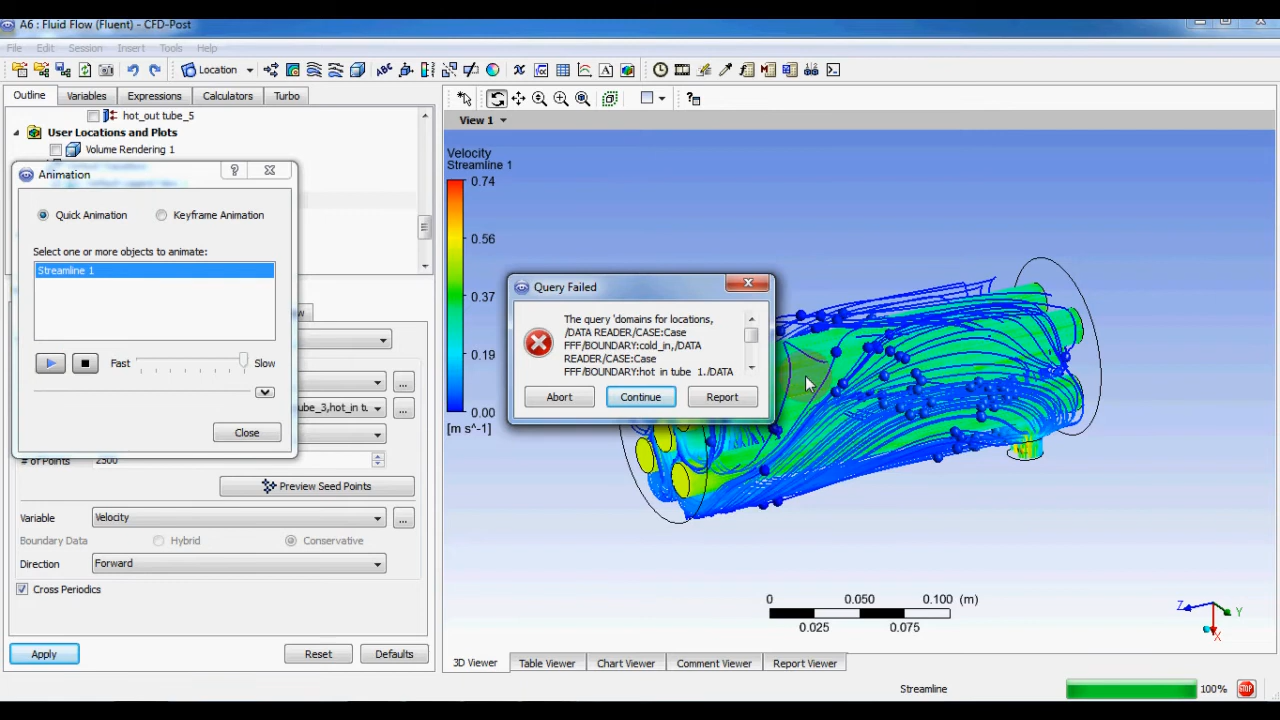 A6 : Fluid Flow (Fluent) - CFD-Post
File Edit Session Insert Tools Help
Location
Outline Variables Expressions Calculators Turbo
hot_out tube_5
User Locations and Plots
Volume Rendering 1
Animation
Quick Animation Keyframe Animation
Select one or more objects to animate:
Streamline 1
Fast Slow
Close
tube_3,hot_in t
# of Points 2500
Preview Seed Points
Variable Velocity
Boundary Data Hybrid Conservative
Direction Forward
Cross Periodics
Apply Reset Defaults
View 1
Velocity
Streamline 1
0.74
0.56
0.37
0.19
0.00
[m s^-1]
Query Failed
The query 'domains for locations,
/DATA READER/CASE:Case
FFF/BOUNDARY:cold_in,/DATA
READER/CASE:Case
FFF/BOUNDARY:hot in tube 1./DATA
Abort Continue Report
0 0.050 0.100 (m)
0.025 0.075
Z Y
X
3D Viewer Table Viewer Chart Viewer Comment Viewer Report Viewer
Streamline 100% STOP